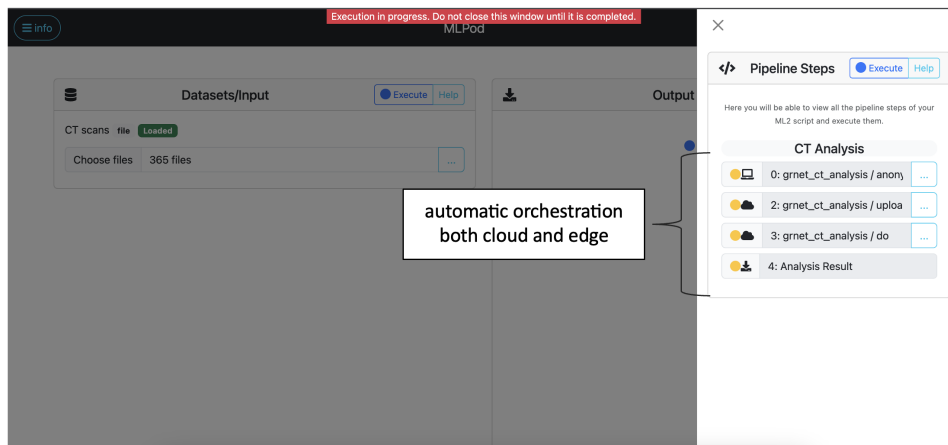 Execution in progress. Do not close this window until it is completed.
info
MLPod
Datasets/Input
Execute
Help
CT scans file Loaded
Choose files 365 files
...
Output
automatic orchestration
both cloud and edge
</> Pipeline Steps
Execute
Help
Here you will be able to view all the pipeline steps of your
ML2 script and execute them.
CT Analysis
0: grnet_ct_analysis / anony
...
2: grnet_ct_analysis / uploa
...
3: grnet_ct_analysis / do
...
4: Analysis Result